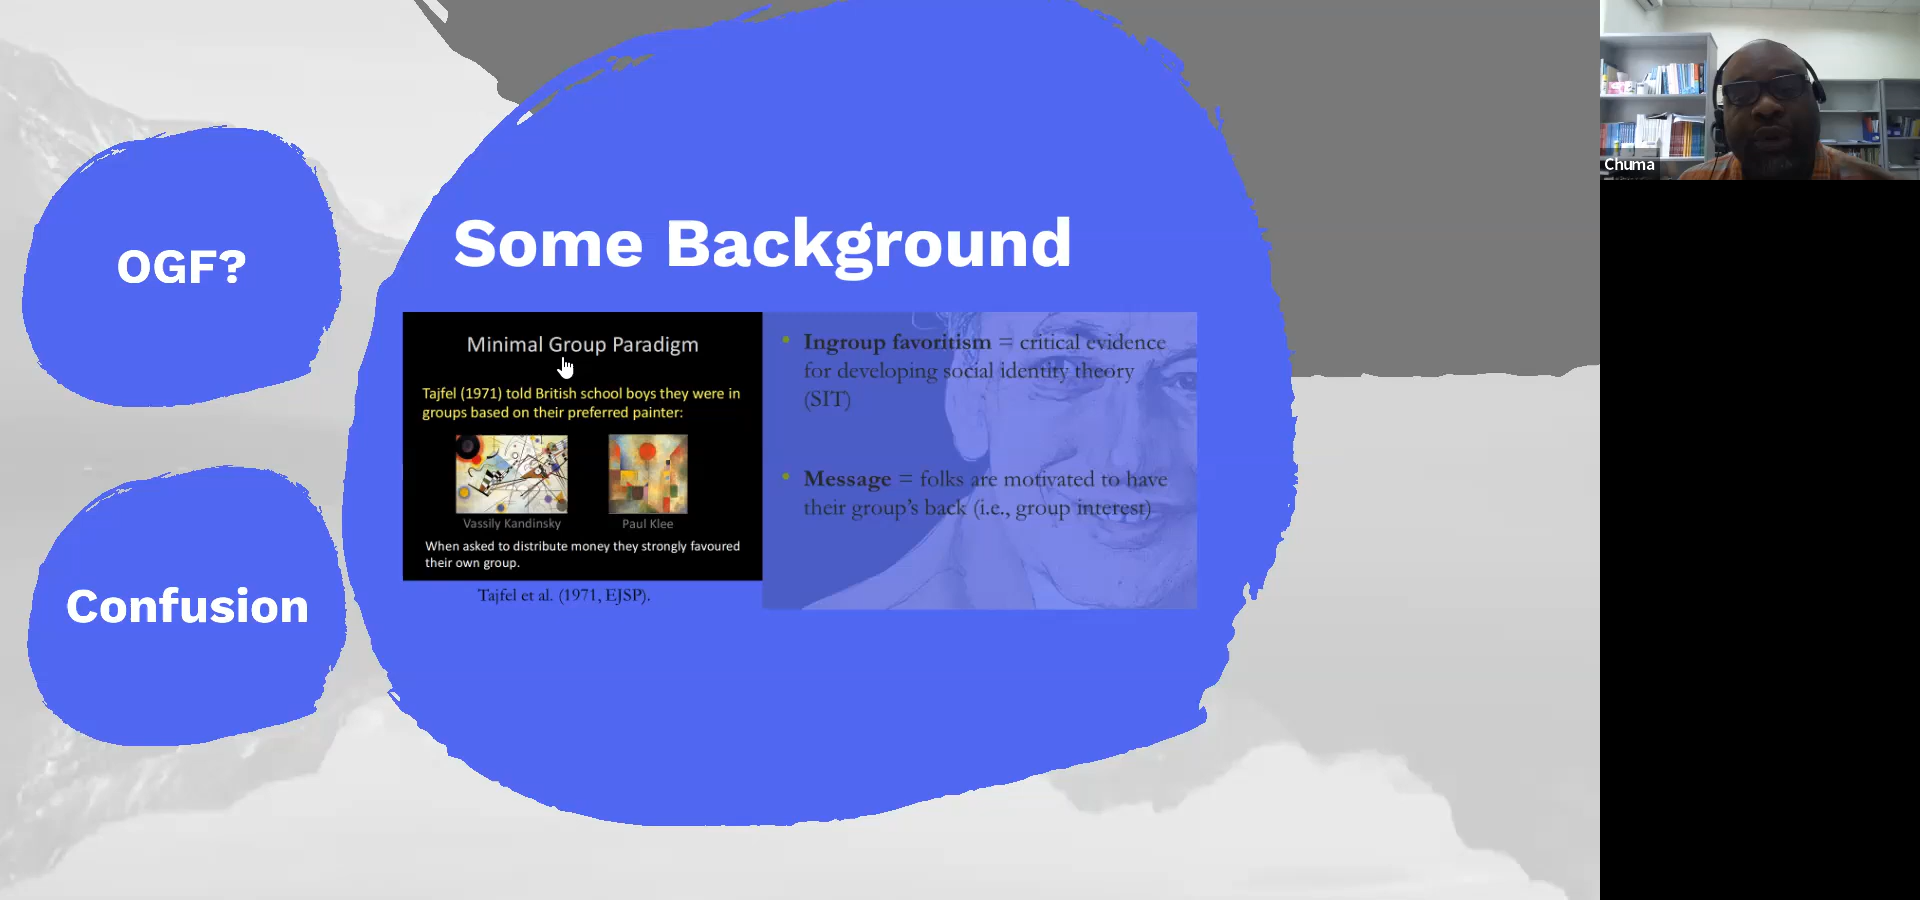 OGF?
Confusion
Some Background
Minimal Group Paradigm
Tajfel (1971) told British school boys they were in
groups based on their preferred painter:
Vassily Kandinsky
Paul Klee
When asked to distribute money they strongly favoured
their own group.
Tajfel et al. (1971, EJSP).
• Ingroup favoritism = critical evidence
for developing social identity theory
(SIT)
• Message = folks are motivated to have
their group's back (i.e., group interest)
Chuma